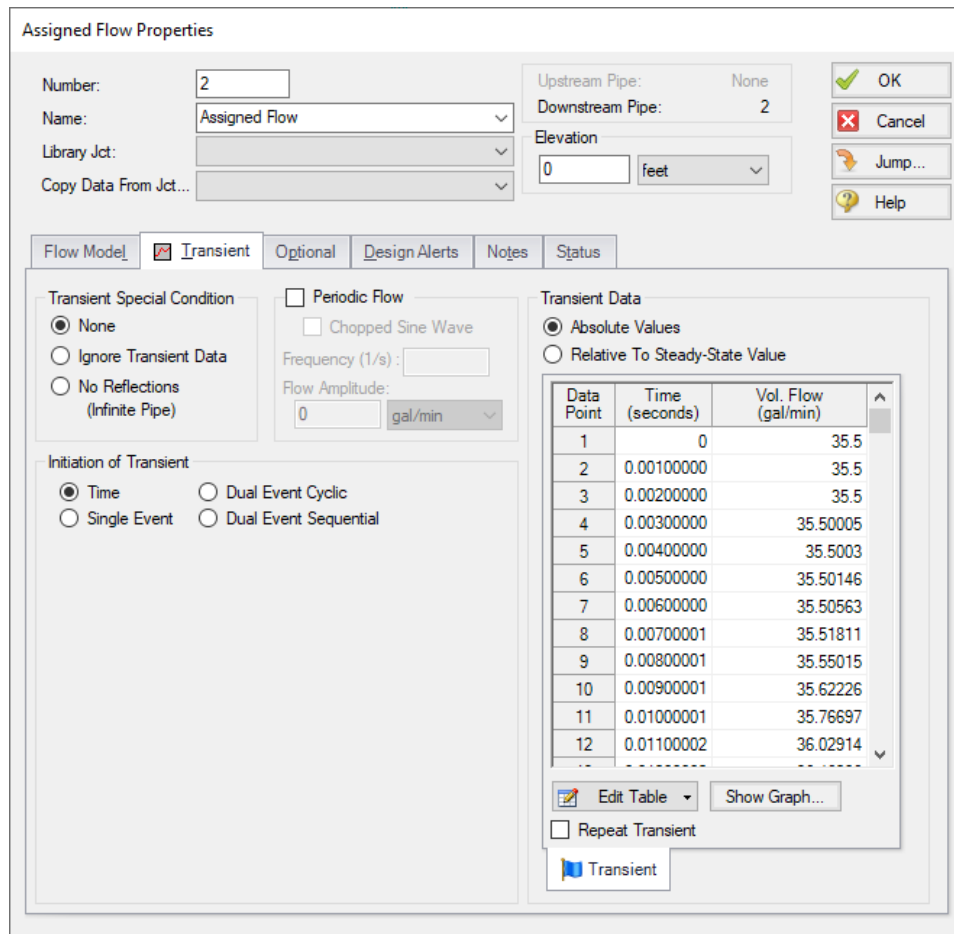 Assigned Flow Properties
Number: 2
Name: Assigned Flow
Library Jct:
Copy Data From Jct...
Upstream Pipe: None
Downstream Pipe: 2
Elevation
0 feet
OK
Cancel
Jump...
Help
Flow Model Transient Optional Design Alerts Notes Status
Transient Special Condition
None
Ignore Transient Data
No Reflections
(Infinite Pipe)
Periodic Flow
Chopped Sine Wave
Frequency (1/s) :
Flow Amplitude:
0 gal/min
Initiation of Transient
Time Dual Event Cyclic
Single Event Dual Event Sequential
Transient Data
Absolute Values
Relative To Steady-State Value
Data Point Time (seconds) Vol. Flow (gal/min)
1 0 35.5
2 0.00100000 35.5
3 0.00200000 35.5
4 0.00300000 35.50005
5 0.00400000 35.5003
6 0.00500000 35.50146
7 0.00600000 35.50563
8 0.00700001 35.51811
9 0.00800001 35.55015
10 0.00900001 35.62226
11 0.01000001 35.76697
12 0.01100002 36.02914
Edit Table Show Graph...
Repeat Transient
Transient